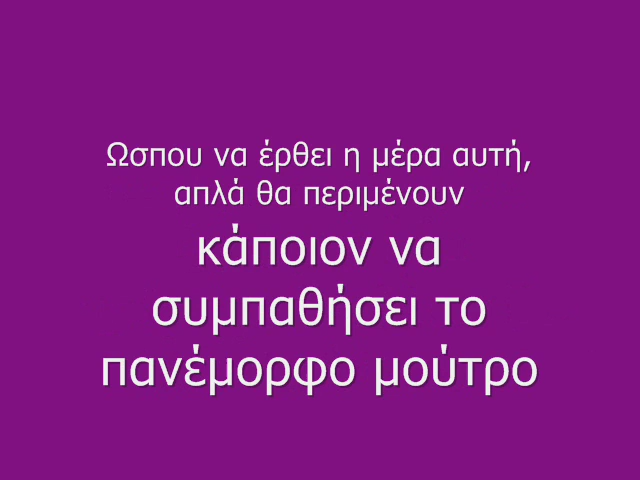 Ωσπου να έρθει η μέρα αυτή,
απλά θα περιμένουν
κάποιον να
συμπαθήσει το
πανέμορφο μούτρο